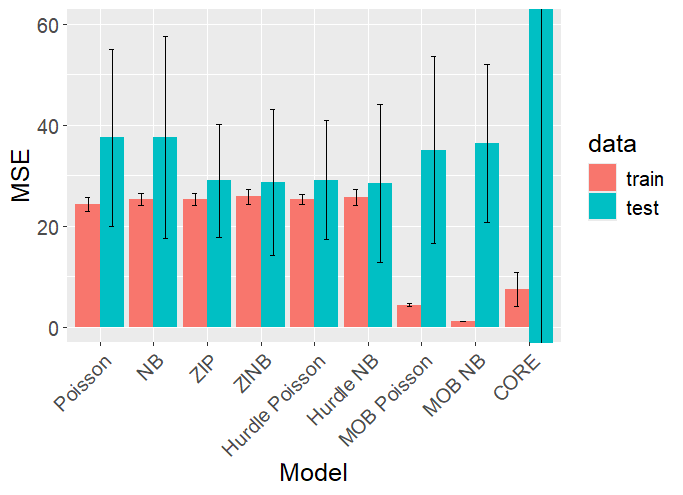 60
40
20
0
MSE
Poisson
NB
ZIP
ZINB
Hurdle Poisson
Hurdle NB
MOB Poisson
MOB NB
CORE
Model
data
train
test